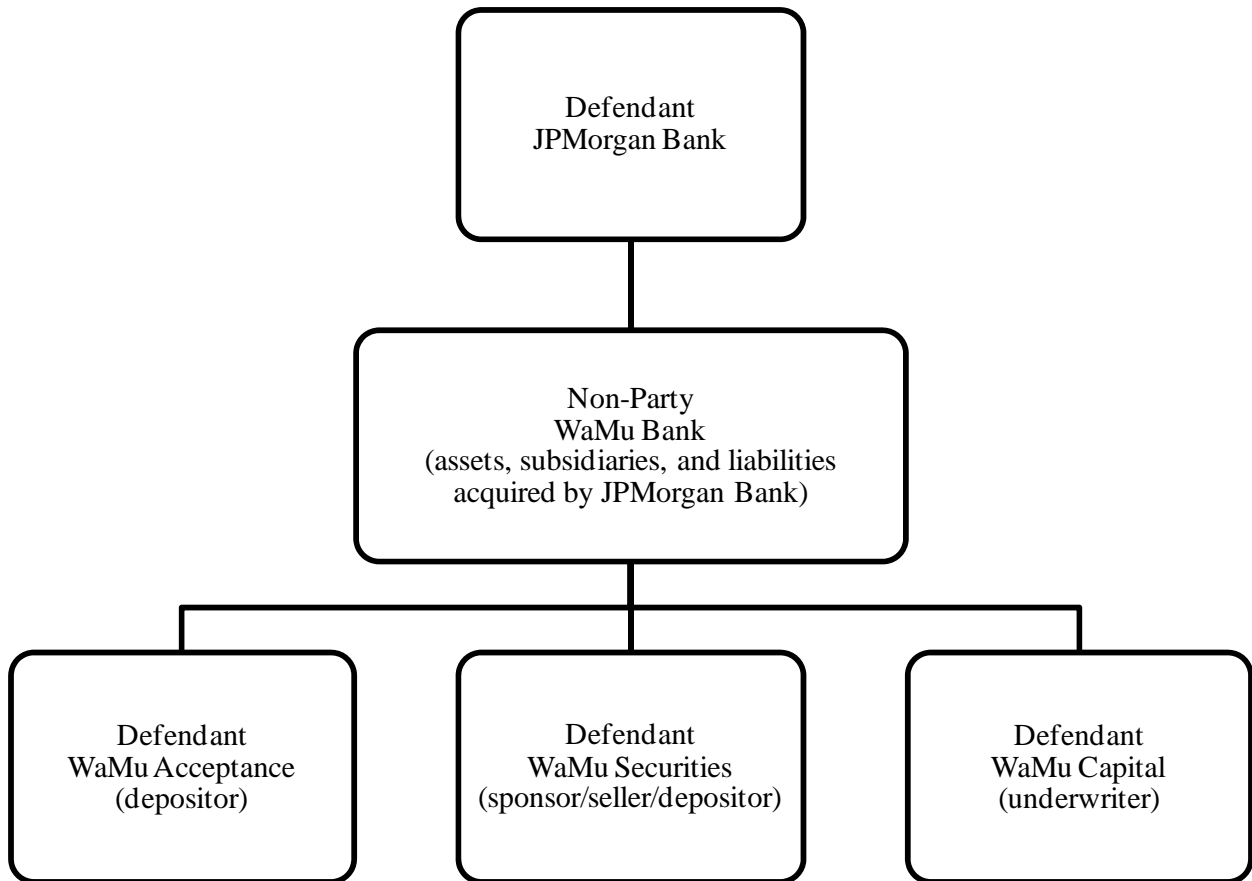 Defendant
JPMorgan Bank
Non-Party
WaMu Bank
(assets, subsidiaries, and liabilities
acquired by JPMorgan Bank)
Defendant
WaMu Acceptance
(depositor)
Defendant
WaMu Securities
(sponsor/seller/depositor)
Defendant
WaMu Capital
(underwriter)